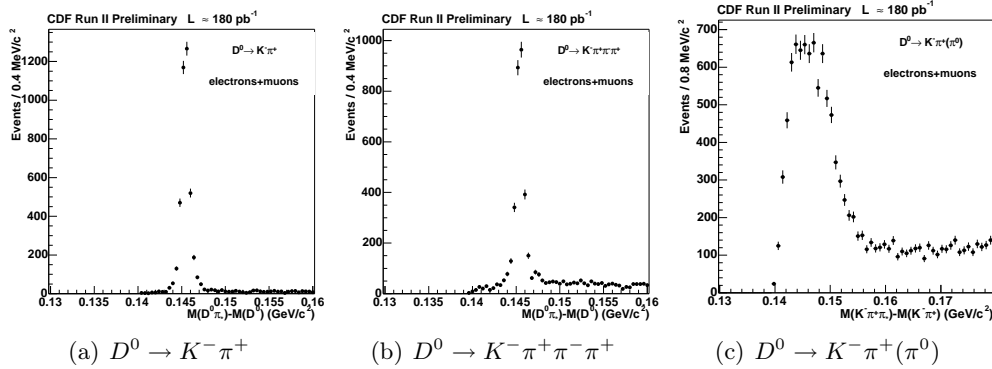 CDF Run II Preliminary L ≈ 180 pb⁻¹
Events / 0.4 MeV/c²
D⁰→ K⁻π⁺
electrons+muons
1200
1000
800
600
400
200
0
0.13 0.135 0.14 0.145 0.15 0.155 0.16
M(D⁰π*)-M(D⁰) (GeV/c²)
(a) D⁰ → K⁻π⁺
CDF Run II Preliminary L ≈ 180 pb⁻¹
Events / 0.4 MeV/c²
D⁰→ K⁻π⁺π⁻π⁺
electrons+muons
1000
800
600
400
200
0
0.13 0.135 0.14 0.145 0.15 0.155 0.16
M(D⁰π*)-M(D⁰) (GeV/c²)
(b) D⁰ → K⁻π⁺π⁻π⁺
CDF Run II Preliminary L ≈ 180 pb⁻¹
Events / 0.8 MeV/c²
D⁰→ K⁻π⁺(π⁰)
electrons+muons
700
600
500
400
300
200
100
0
0.13 0.14 0.15 0.16 0.17
M(K⁻π⁺π*)-M(K⁻π⁺) (GeV/c²)
(c) D⁰ → K⁻π⁺(π⁰)